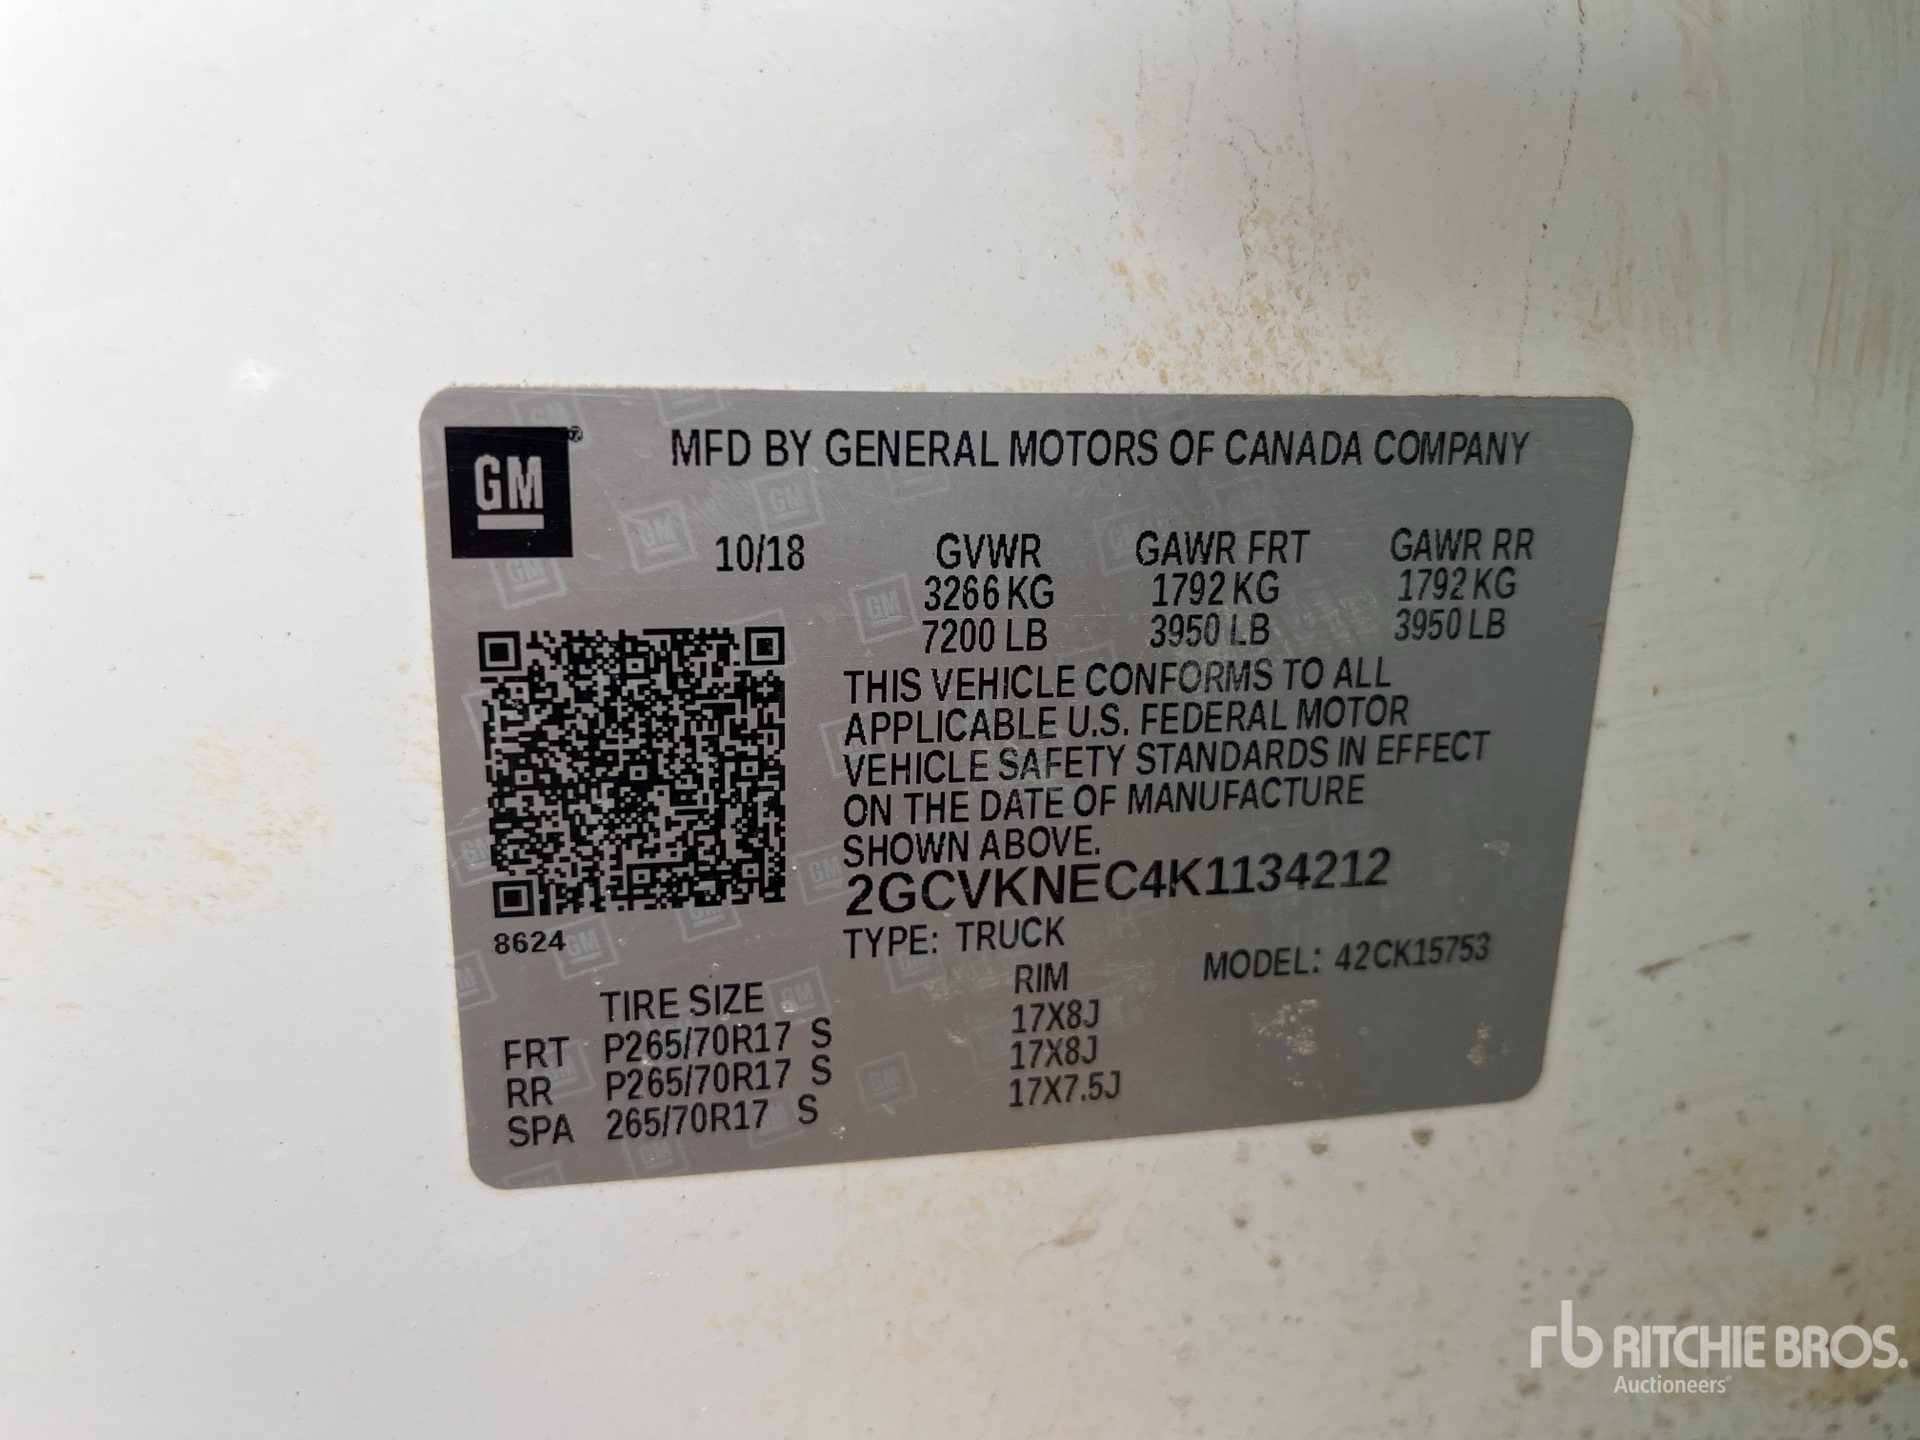 GM
MFD BY GENERAL MOTORS OF CANADA COMPANY
10/18 GVWR GAWR FRT GAWR RR
3266 KG 1792 KG 1792 KG
7200 LB 3950 LB 3950 LB
THIS VEHICLE CONFORMS TO ALL
APPLICABLE U.S. FEDERAL MOTOR
VEHICLE SAFETY STANDARDS IN EFFECT
ON THE DATE OF MANUFACTURE
SHOWN ABOVE.
2GCVKNEC4K1134212
8624 TYPE: TRUCK MODEL: 42CK15753
TIRE SIZE RIM
FRT P265/70R17 S 17X8J
RR P265/70R17 S 17X8J
SPA 265/70R17 S 17X7.5J
rb RITCHIE BROS.
Auctioneers